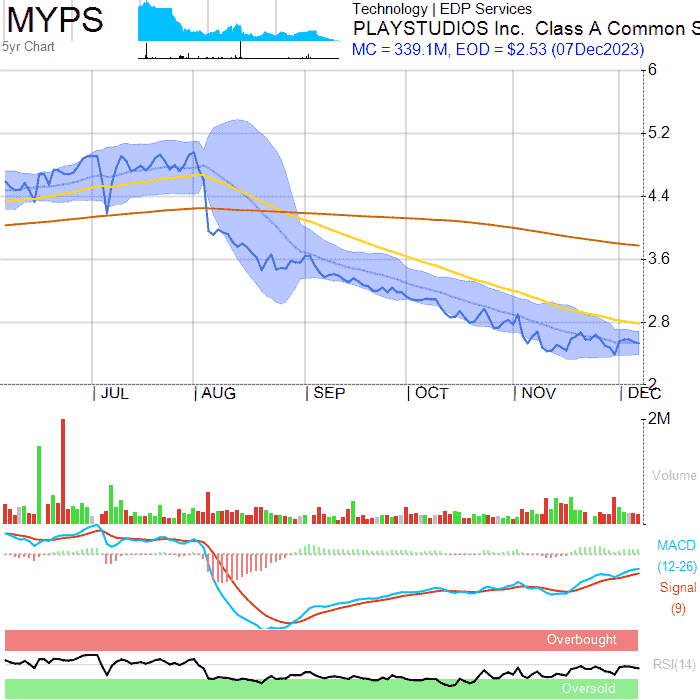 MYPS
5yr Chart
Technology | EDP Services
PLAYSTUDIOS Inc. Class A Common S
MC = 339.1M, EOD = $2.53 (07Dec2023)
6
5.2
4.4
3.6
2.8
2
JUL
AUG
SEP
OCT
NOV
DEC
2M
Volume
MACD
(12-26)
Signal
(9)
Overbought
RSI(14)
Oversold